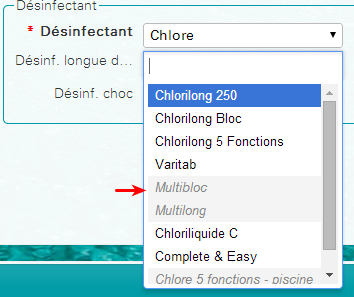 Désinfectant
* Désinfectant Chlore
Désinf. longue d...
Désinf. choc
Chlorilong 250
Chlorilong Bloc
Chlorilong 5 Fonctions
Varitab
Multibloc
Multilong
Chloriliquide C
Complete & Easy
Chlore 5 fonctions - piscine